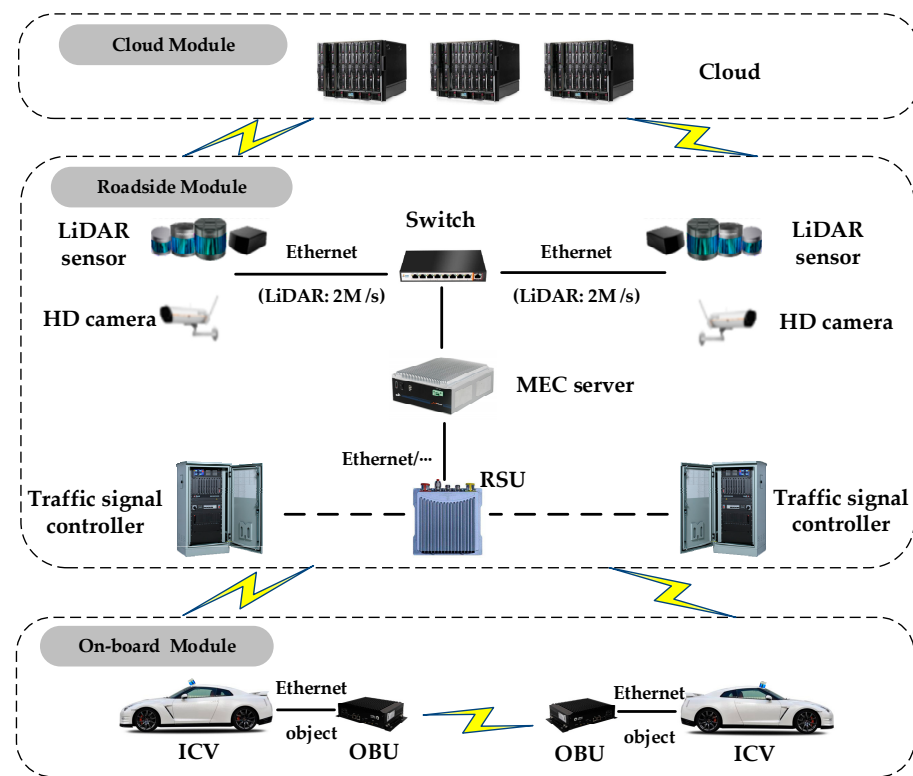 Cloud Module
Cloud
Roadside Module
LiDAR
sensor
Ethernet
(LiDAR: 2M /s)
Switch
Ethernet
(LiDAR: 2M /s)
LiDAR
sensor
HD camera
HD camera
MEC server
Ethernet/···
RSU
Traffic signal
controller
Traffic signal
controller
On-board Module
Ethernet
object
ICV
OBU
Ethernet
object
OBU
ICV